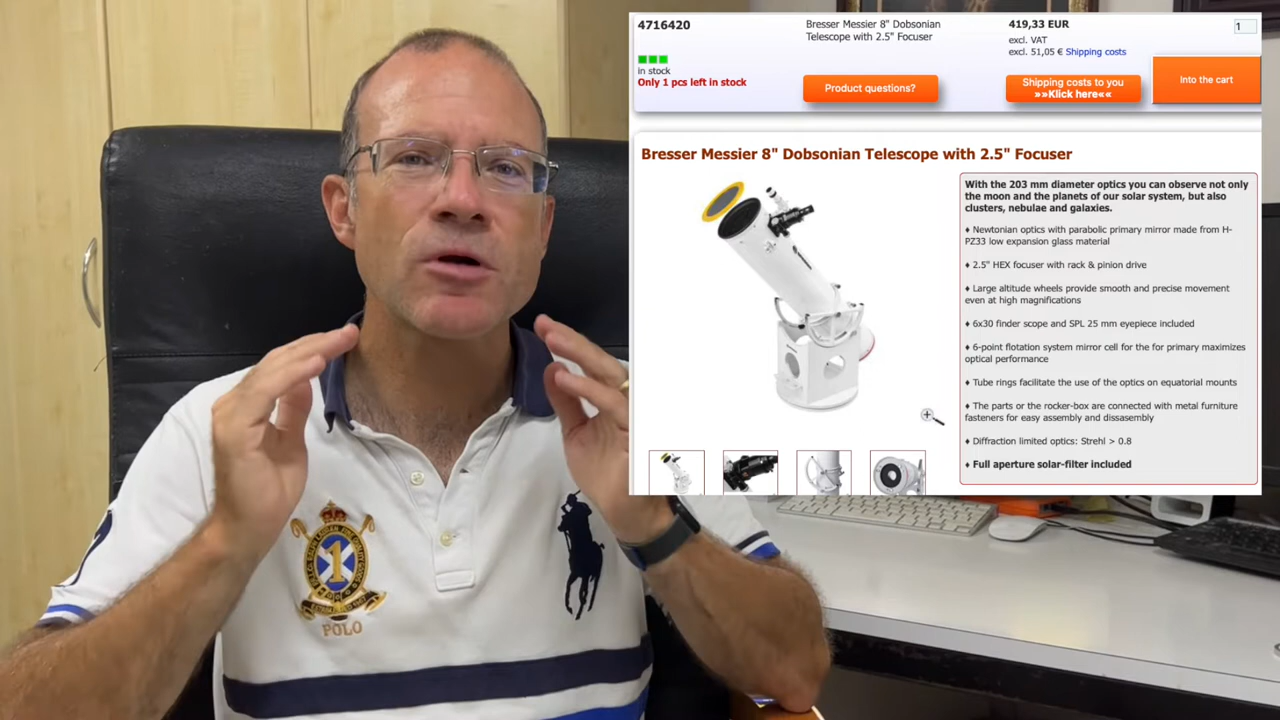 4716420
in stock
Only 1 pcs left in stock
Bresser Messier 8" Dobsonian
Telescope with 2.5" Focuser
Product questions?
419,33 EUR
excl. VAT
excl. 51,05 € Shipping costs
Shipping costs to you
»»Klick here««
1
Into the cart
Bresser Messier 8" Dobsonian Telescope with 2.5" Focuser
With the 203 mm diameter optics you can observe not only
the moon and the planets of our solar system, but also
clusters, nebulae and galaxies.
♦ Newtonian optics with parabolic primary mirror made from H-
PZ33 low expansion glass material
♦ 2.5" HEX focuser with rack & pinion drive
♦ Large altitude wheels provide smooth and precise movement
even at high magnifications
♦ 6x30 finder scope and SPL 25 mm eyepiece included
♦ 6-point flotation system mirror cell for the for primary maximizes
optical performance
♦ Tube rings facilitate the use of the optics on equatorial mounts
♦ The parts or the rocker-box are connected with metal furniture
fasteners for easy assembly and dissasembly
♦ Diffraction limited optics: Strehl > 0.8
♦ Full aperture solar-filter included
1
POLO